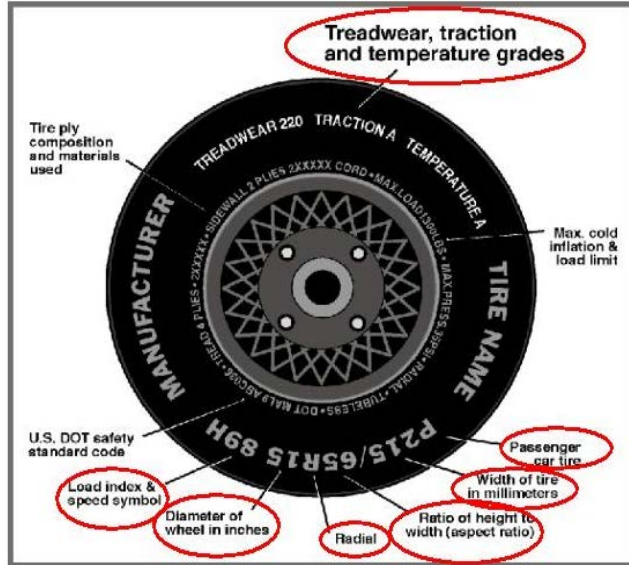 Treadwear, traction
and temperature grades
Tire ply
composition
and materials
used
TREADWEAR 220 TRACTION A TEMPERATURE A
SIDEWALL 2 PLIES 2XXXXX CORD • MAX.LOAD1300LBS • MAX.PRESS.35PSI • RADIAL • TUBELESS • DOT MAL9 ABC036 • TREAD 4 PLIES • 2XXXXX •
MANUFACTURER
TIRE NAME
Max. cold
inflation &
load limit
U.S. DOT safety
standard code
P215/65R15 89H
Passenger
car tire
Load index &
speed symbol
Width of tire
in millimeters
Diameter of
wheel in inches
Radial
Ratio of height to
width (aspect ratio)